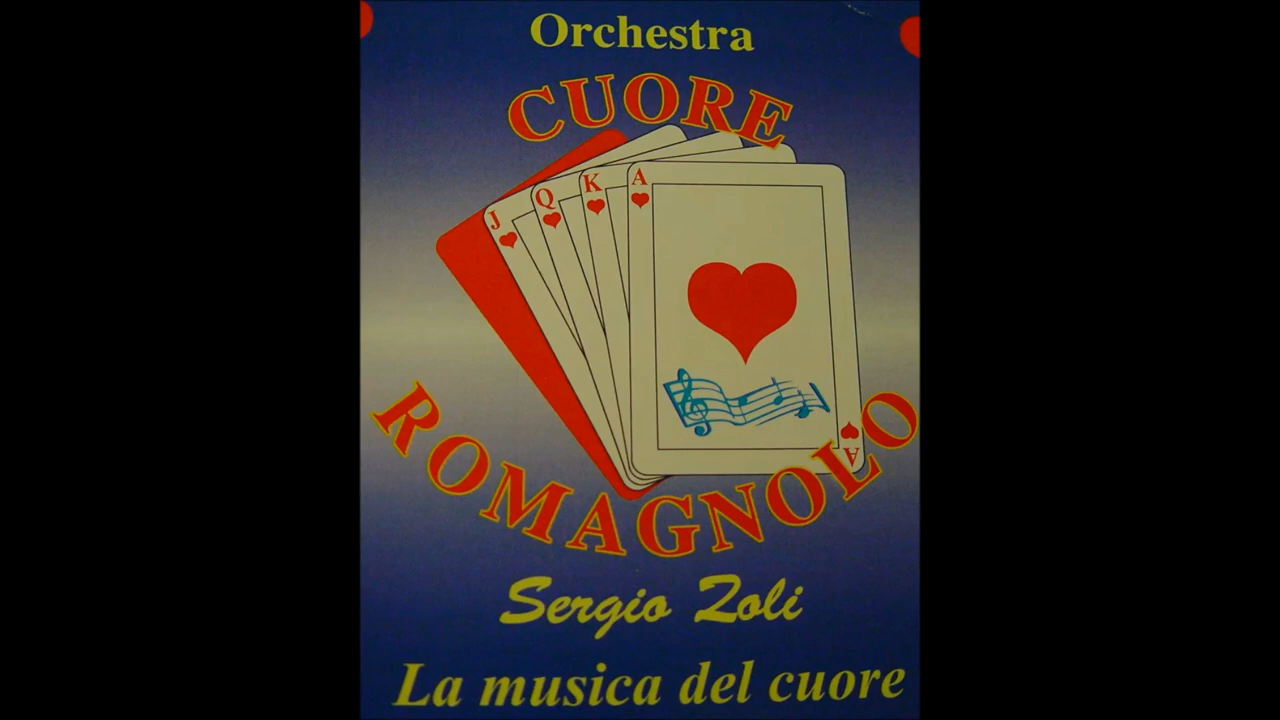 Orchestra
CUORE
J
Q
K
A
A
ROMAGNOLO
Sergio Zoli
La musica del cuore